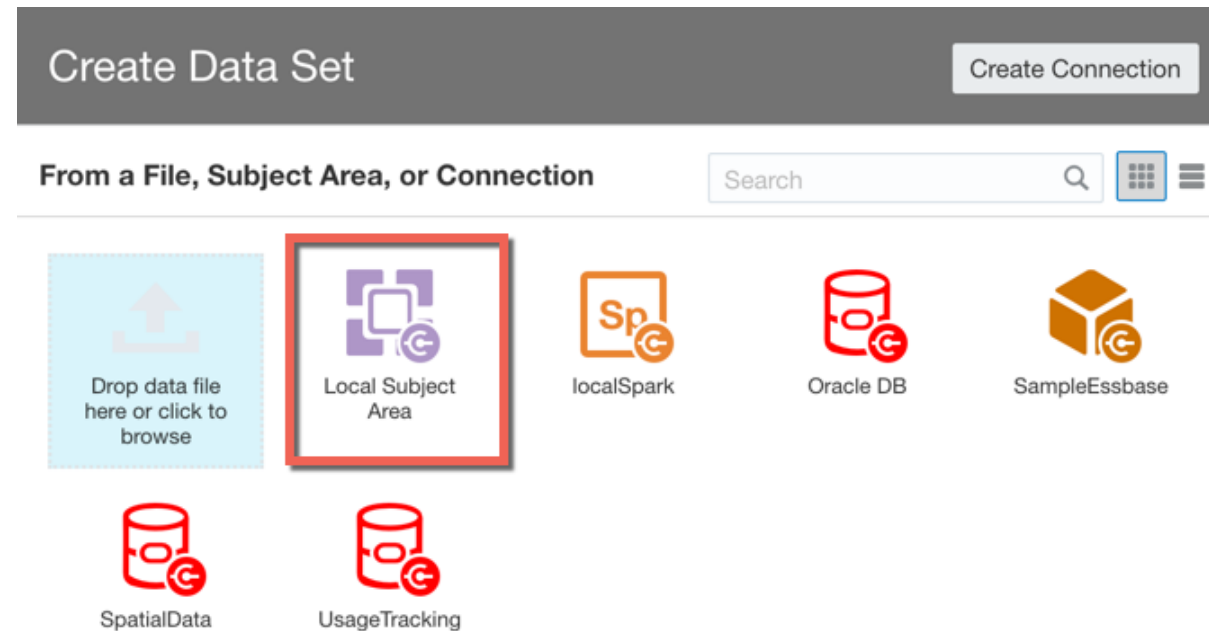 Create Data Set
Create Connection
From a File, Subject Area, or Connection
Search
Drop data file
here or click to
browse
Local Subject
Area
Sp
localSpark
Oracle DB
SampleEssbase
SpatialData
UsageTracking